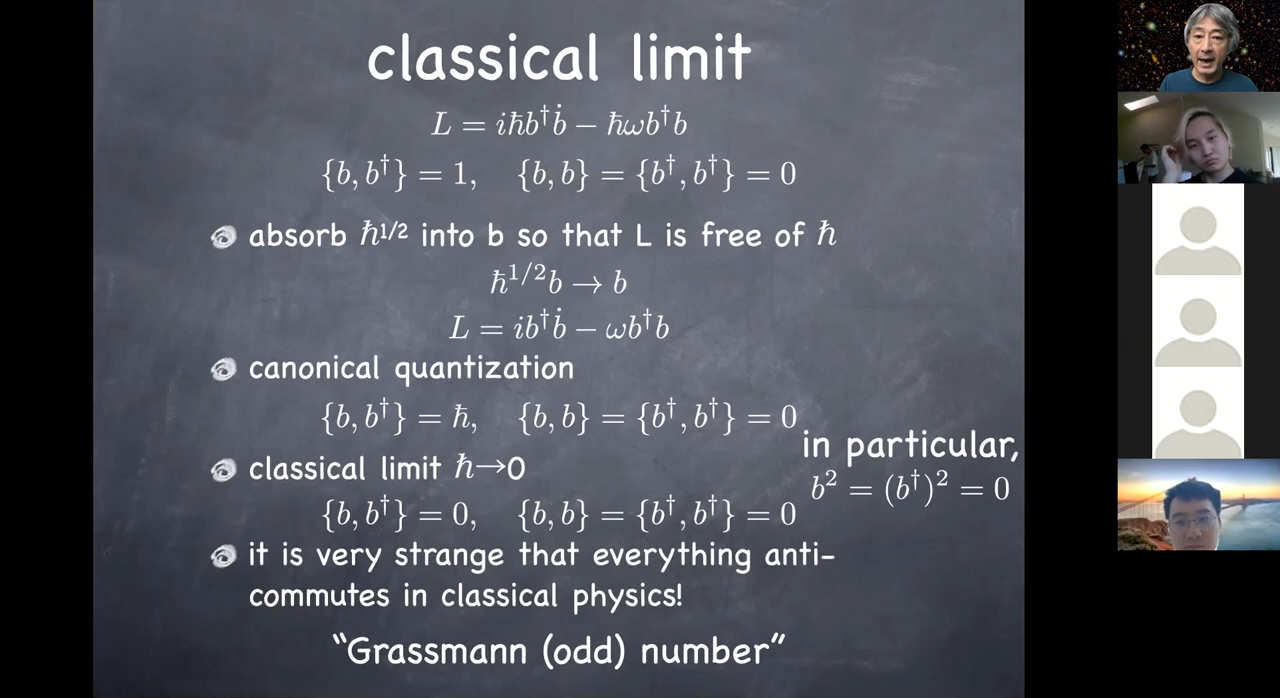 classical limit
L = iħb†ḃ − ħωb†b
{b, b†} = 1, {b, b} = {b†, b†} = 0
absorb ħ1/2 into b so that L is free of ħ
ħ^{1/2}b → b
L = ib†ḃ − ωb†b
canonical quantization
{b, b†} = ħ, {b, b} = {b†, b†} = 0
in particular,
b² = (b†)² = 0
classical limit ħ→0
{b, b†} = 0, {b, b} = {b†, b†} = 0
it is very strange that everything anti-
commutes in classical physics!
“Grassmann (odd) number”